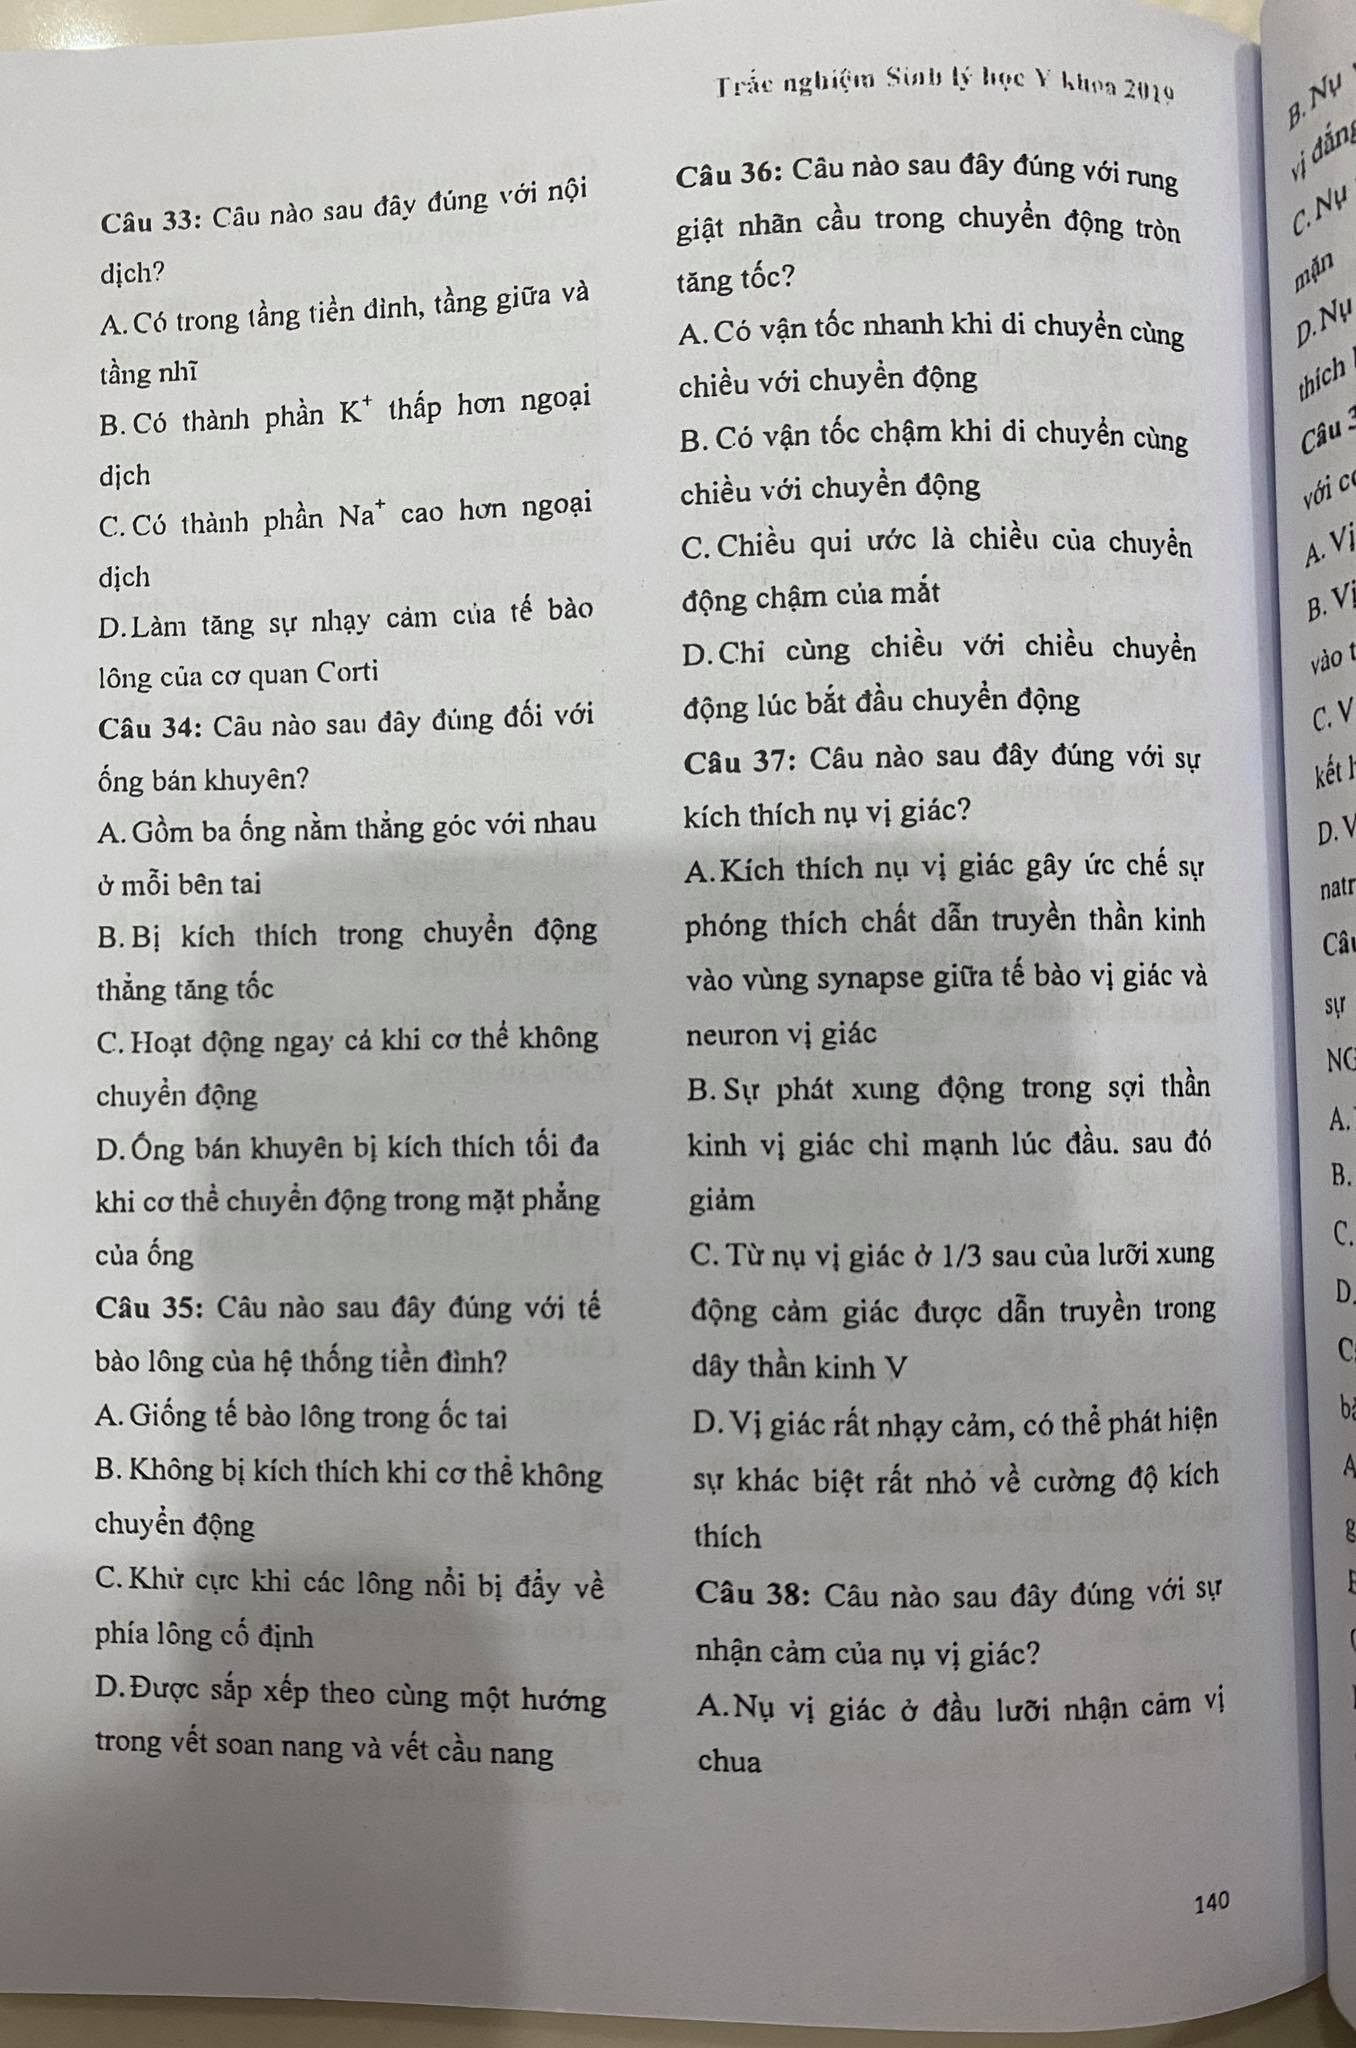 Trắc nghiệm Sinh lý học Y khoa 2019
Câu 33: Câu nào sau đây đúng với nội
dịch?
A. Có trong tầng tiền đình, tầng giữa và
tầng nhĩ
B. Có thành phần K⁺ thấp hơn ngoại
dịch
C. Có thành phần Na⁺ cao hơn ngoại
dịch
D. Làm tăng sự nhạy cảm của tế bào
lông của cơ quan Corti
Câu 34: Câu nào sau đây đúng đối với
ống bán khuyên?
A. Gồm ba ống nằm thẳng góc với nhau
ở mỗi bên tai
B. Bị kích thích trong chuyển động
thẳng tăng tốc
C. Hoạt động ngay cả khi cơ thể không
chuyển động
D. Ống bán khuyên bị kích thích tối đa
khi cơ thể chuyển động trong mặt phẳng
của ống
Câu 35: Câu nào sau đây đúng với tế
bào lông của hệ thống tiền đình?
A. Giống tế bào lông trong ốc tai
B. Không bị kích thích khi cơ thể không
chuyển động
C. Khử cực khi các lông nổi bị đẩy về
phía lông cố định
D. Được sắp xếp theo cùng một hướng
trong vết soan nang và vết cầu nang
Câu 36: Câu nào sau đây đúng với rung
giật nhãn cầu trong chuyển động tròn
tăng tốc?
A. Có vận tốc nhanh khi di chuyển cùng
chiều với chuyển động
B. Có vận tốc chậm khi di chuyển cùng
chiều với chuyển động
C. Chiều qui ước là chiều của chuyển
động chậm của mắt
D. Chỉ cùng chiều với chiều chuyển
động lúc bắt đầu chuyển động
Câu 37: Câu nào sau đây đúng với sự
kích thích nụ vị giác?
A. Kích thích nụ vị giác gây ức chế sự
phóng thích chất dẫn truyền thần kinh
vào vùng synapse giữa tế bào vị giác và
neuron vị giác
B. Sự phát xung động trong sợi thần
kinh vị giác chỉ mạnh lúc đầu. sau đó
giảm
C. Từ nụ vị giác ở 1/3 sau của lưỡi xung
động cảm giác được dẫn truyền trong
dây thần kinh V
D. Vị giác rất nhạy cảm, có thể phát hiện
sự khác biệt rất nhỏ về cường độ kích
thích
Câu 38: Câu nào sau đây đúng với sự
nhận cảm của nụ vị giác?
A. Nụ vị giác ở đầu lưỡi nhận cảm vị
chua
140
B. Nụ
vị đắng
C. Nụ
mặn
D. Nụ
thích
Câu
với
A. Vị
B. Vị
vào
C. V
kết
D. V
natr
sự
A.
B.
C.
D.